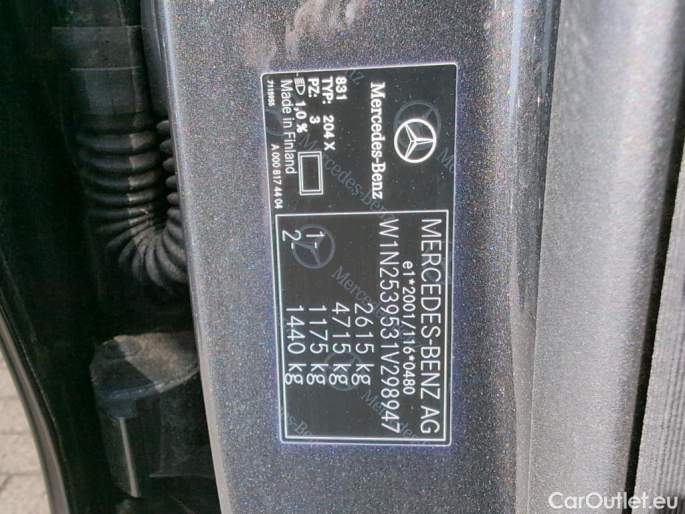 Mercedes-Benz
831
TYP: 204 X
PZ: 3
1,0 %
Made in Finland
7118985
A 000 817 44 04
MERCEDES-BENZ AG
e1*2001/116*0480
W1N2539531V298947
2615 kg
4715 kg
1- 1175 kg
2- 1440 kg
CarOutlet.eu